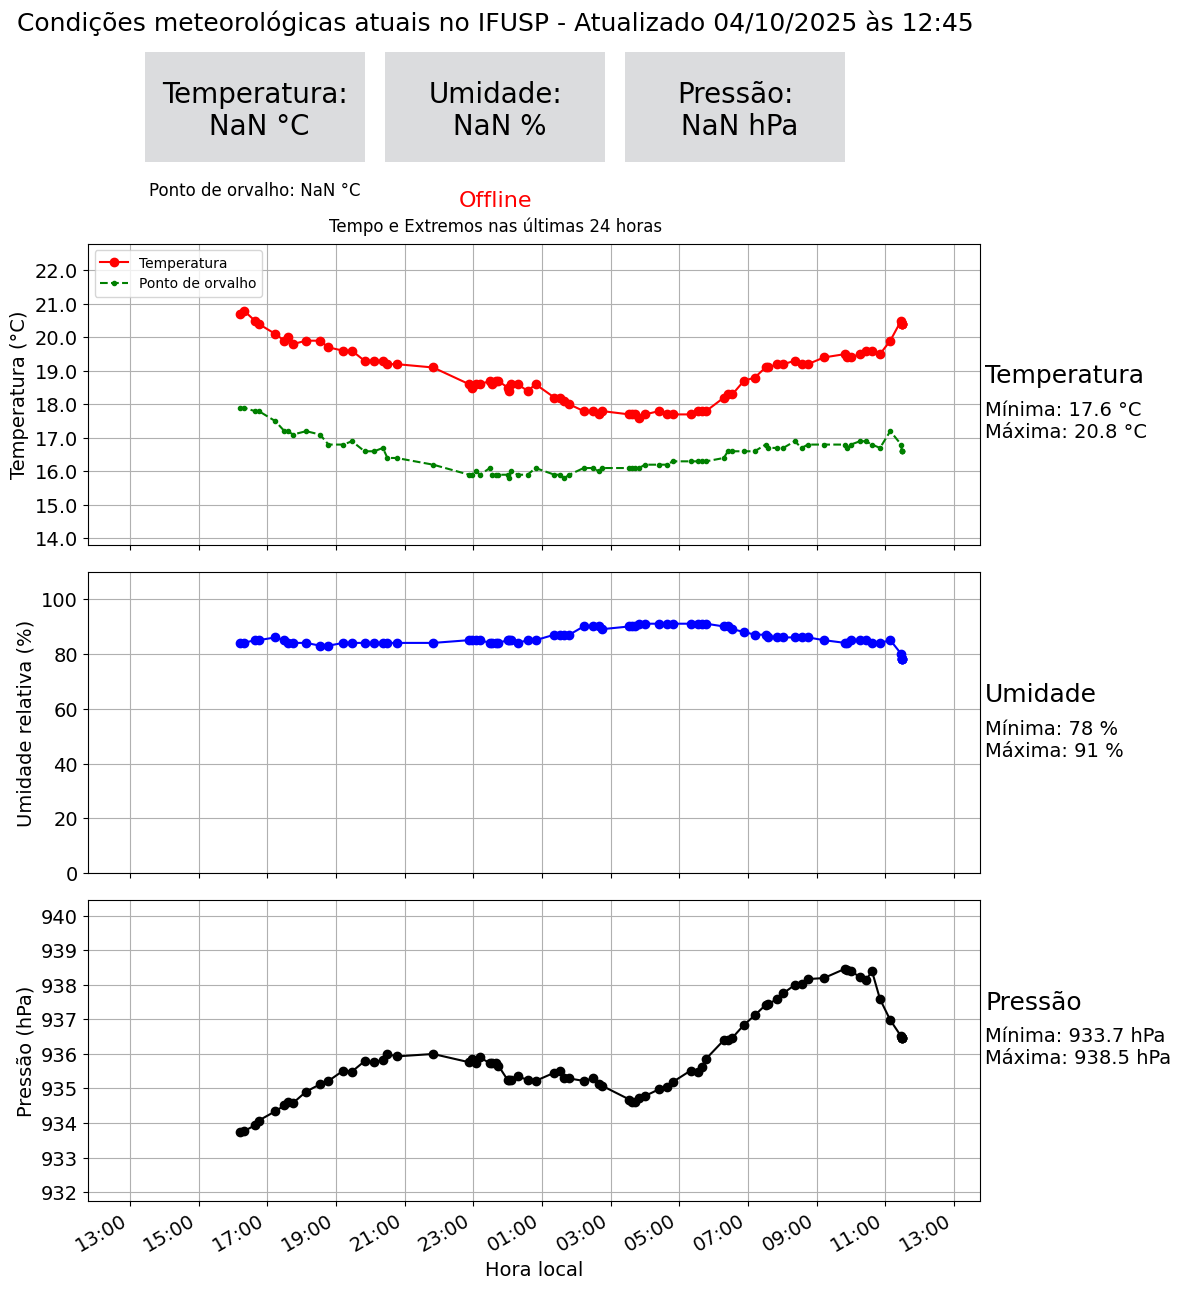 Condições meteorológicas atuais no IFUSP - Atualizado 04/10/2025 às 12:45
Temperatura:
NaN °C
Umidade:
NaN %
Pressão:
NaN hPa
Ponto de orvalho: NaN °C
Offline
Tempo e Extremos nas últimas 24 horas
Temperatura
Ponto de orvalho
22.0
21.0
20.0
19.0
18.0
17.0
16.0
15.0
14.0
Temperatura (°C)
Temperatura
Mínima: 17.6 °C
Máxima: 20.8 °C
100
80
60
40
20
0
Umidade relativa (%)
Umidade
Mínima: 78 %
Máxima: 91 %
940
939
938
937
936
935
934
933
932
Pressão (hPa)
Pressão
Mínima: 933.7 hPa
Máxima: 938.5 hPa
13:00 15:00 17:00 19:00 21:00 23:00 01:00 03:00 05:00 07:00 09:00 11:00 13:00
Hora local